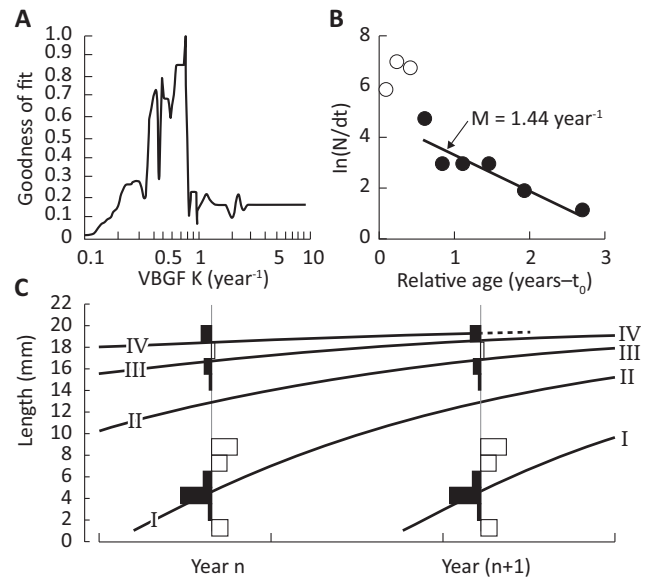 A
Goodness of fit
1.0
0.9
0.8
0.7
0.6
0.5
0.4
0.3
0.2
0.1
0
0.1 0.5 1 5 10
VBGF K (year⁻¹)
B
ln(N/dt)
8
6
4
2
0
M = 1.44 year⁻¹
0 1 2 3
Relative age (years–t₀)
C
Length (mm)
22
20
18
16
14
12
10
8
6
4
2
0
IV
III
II
I
IV
III
II
I
Year n Year (n+1)